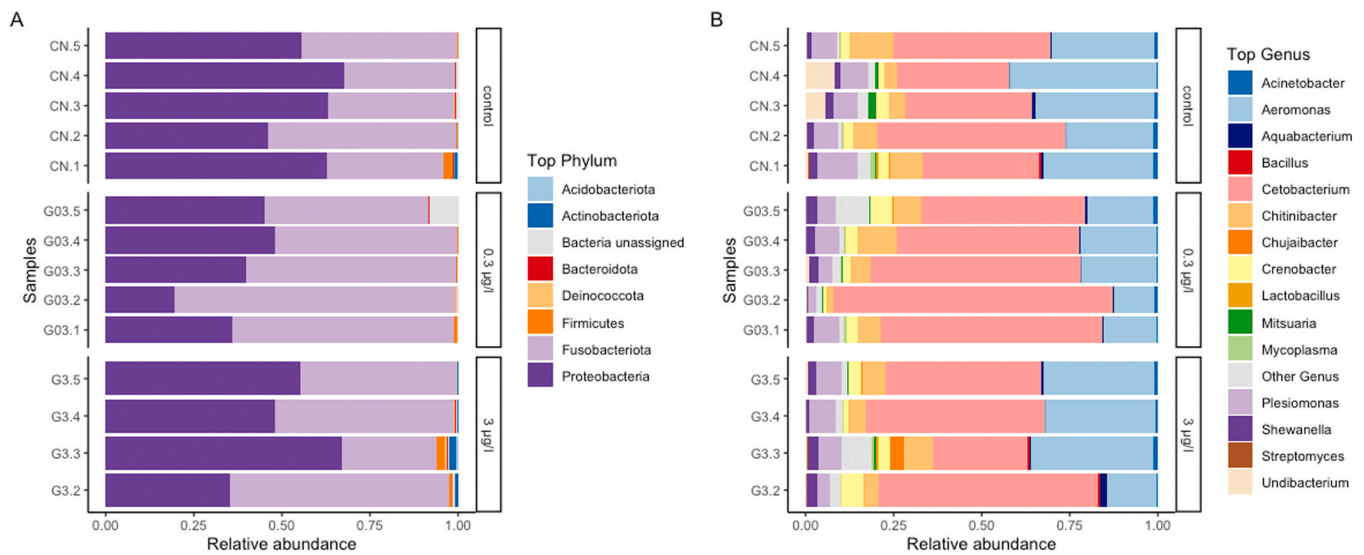 A
Samples
CN.5
CN.4
CN.3
CN.2
CN.1
control
G03.5
G03.4
G03.3
G03.2
G03.1
0.3 µg/l
G3.5
G3.4
G3.3
G3.2
3 µg/l
0.00 0.25 0.50 0.75 1.00
Relative abundance
Top Phylum
Acidobacteriota
Actinobacteriota
Bacteria unassigned
Bacteroidota
Deinococcota
Firmicutes
Fusobacteriota
Proteobacteria
B
Samples
CN.5
CN.4
CN.3
CN.2
CN.1
control
G03.5
G03.4
G03.3
G03.2
G03.1
0.3 µg/l
G3.5
G3.4
G3.3
G3.2
3 µg/l
0.00 0.25 0.50 0.75 1.00
Relative abundance
Top Genus
Acinetobacter
Aeromonas
Aquabacterium
Bacillus
Cetobacterium
Chitinibacter
Chujaibacter
Crenobacter
Lactobacillus
Mitsuaria
Mycoplasma
Other Genus
Plesiomonas
Shewanella
Streptomyces
Undibacterium